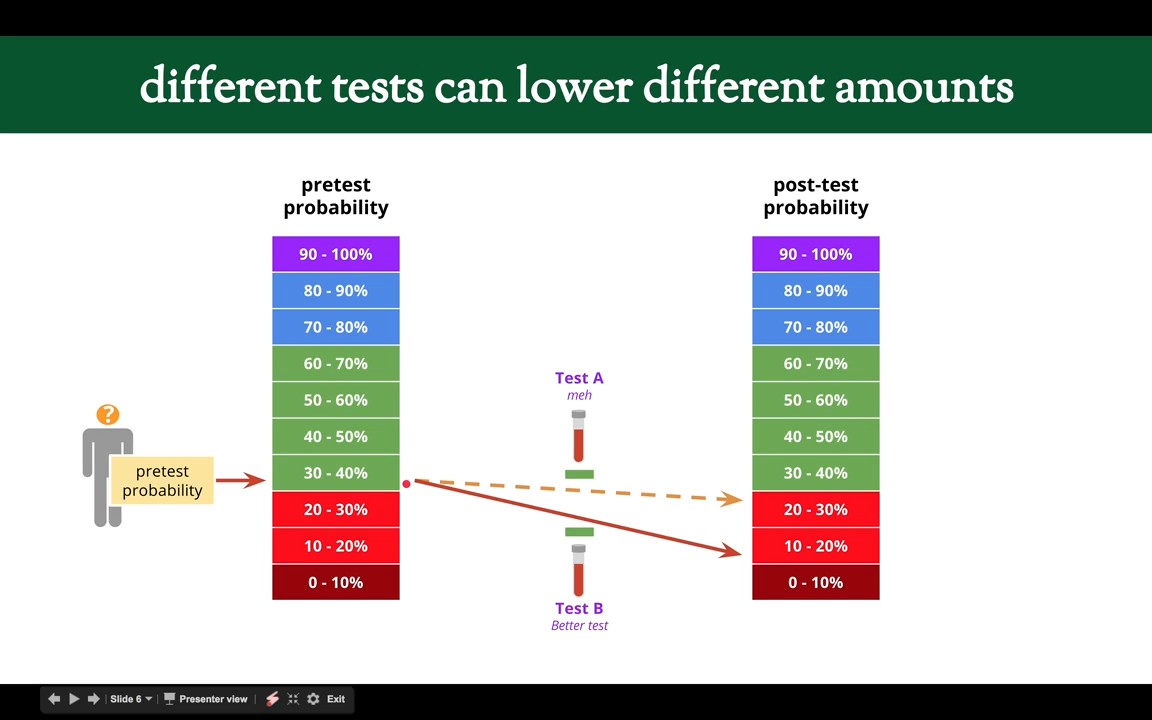 different tests can lower different amounts
pretest
probability
post-test
probability
90 - 100%
80 - 90%
70 - 80%
60 - 70%
50 - 60%
40 - 50%
30 - 40%
20 - 30%
10 - 20%
0 - 10%
?
pretest
probability
Test A
meh
Test B
Better test
90 - 100%
80 - 90%
70 - 80%
60 - 70%
50 - 60%
40 - 50%
30 - 40%
20 - 30%
10 - 20%
0 - 10%
Slide 6
Presenter view
Exit